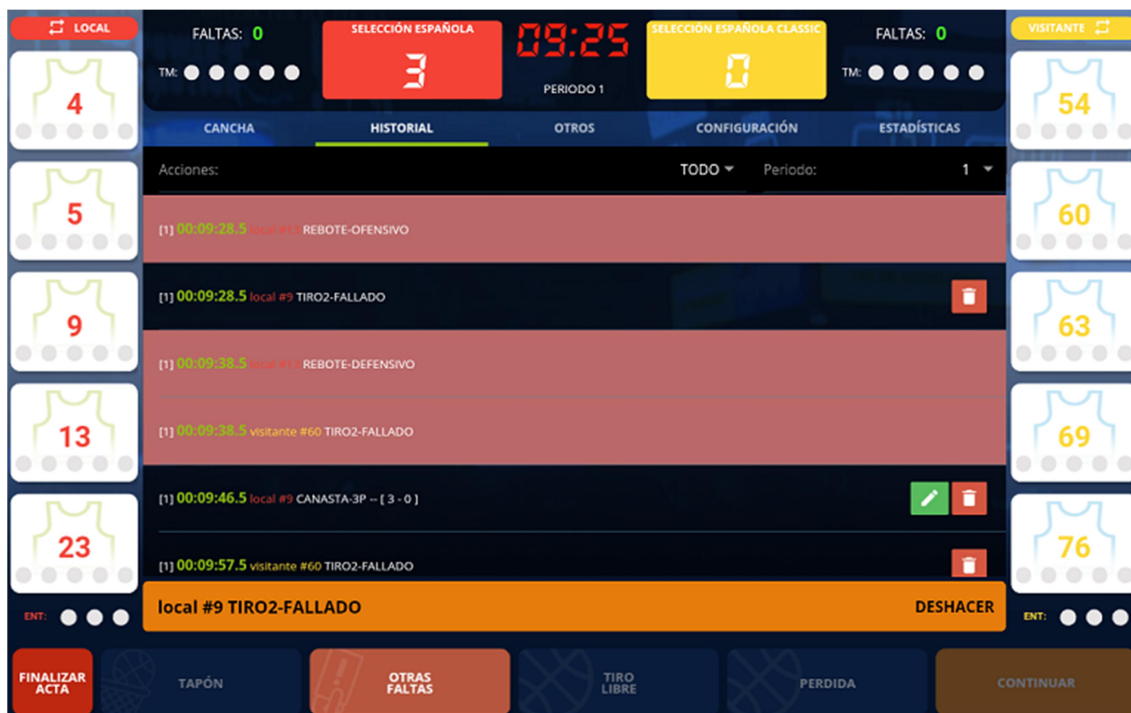 LOCAL
FALTAS: 0
SELECCIÓN ESPAÑOLA
09:25
SELECCIÓN ESPAÑOLA CLASSIC
FALTAS: 0
VISITANTE
TM:
3
PERIODO 1
0
TM:
4
54
CANCHA HISTORIAL OTROS CONFIGURACIÓN ESTADÍSTICAS
Acciones: TODO Periodo: 1
5
60
[1] 00:09:28.5 local #13 REBOTE-OFENSIVO
[1] 00:09:28.5 local #9 TIRO2-FALLADO
9
63
[1] 00:09:38.5 local REBOTE-DEFENSIVO
[1] 00:09:38.5 visitante #60 TIRO2-FALLADO
13
69
[1] 00:09:46.5 local #9 CANASTA-3P -- [ 3 - 0 ]
23
76
[1] 00:09:57.5 visitante #60 TIRO2-FALLADO
local #9 TIRO2-FALLADO DESHACER
ENT:
ENT:
FINALIZAR
ACTA
TAPÓN
OTRAS
FALTAS
TIRO
LIBRE
PERDIDA
CONTINUAR